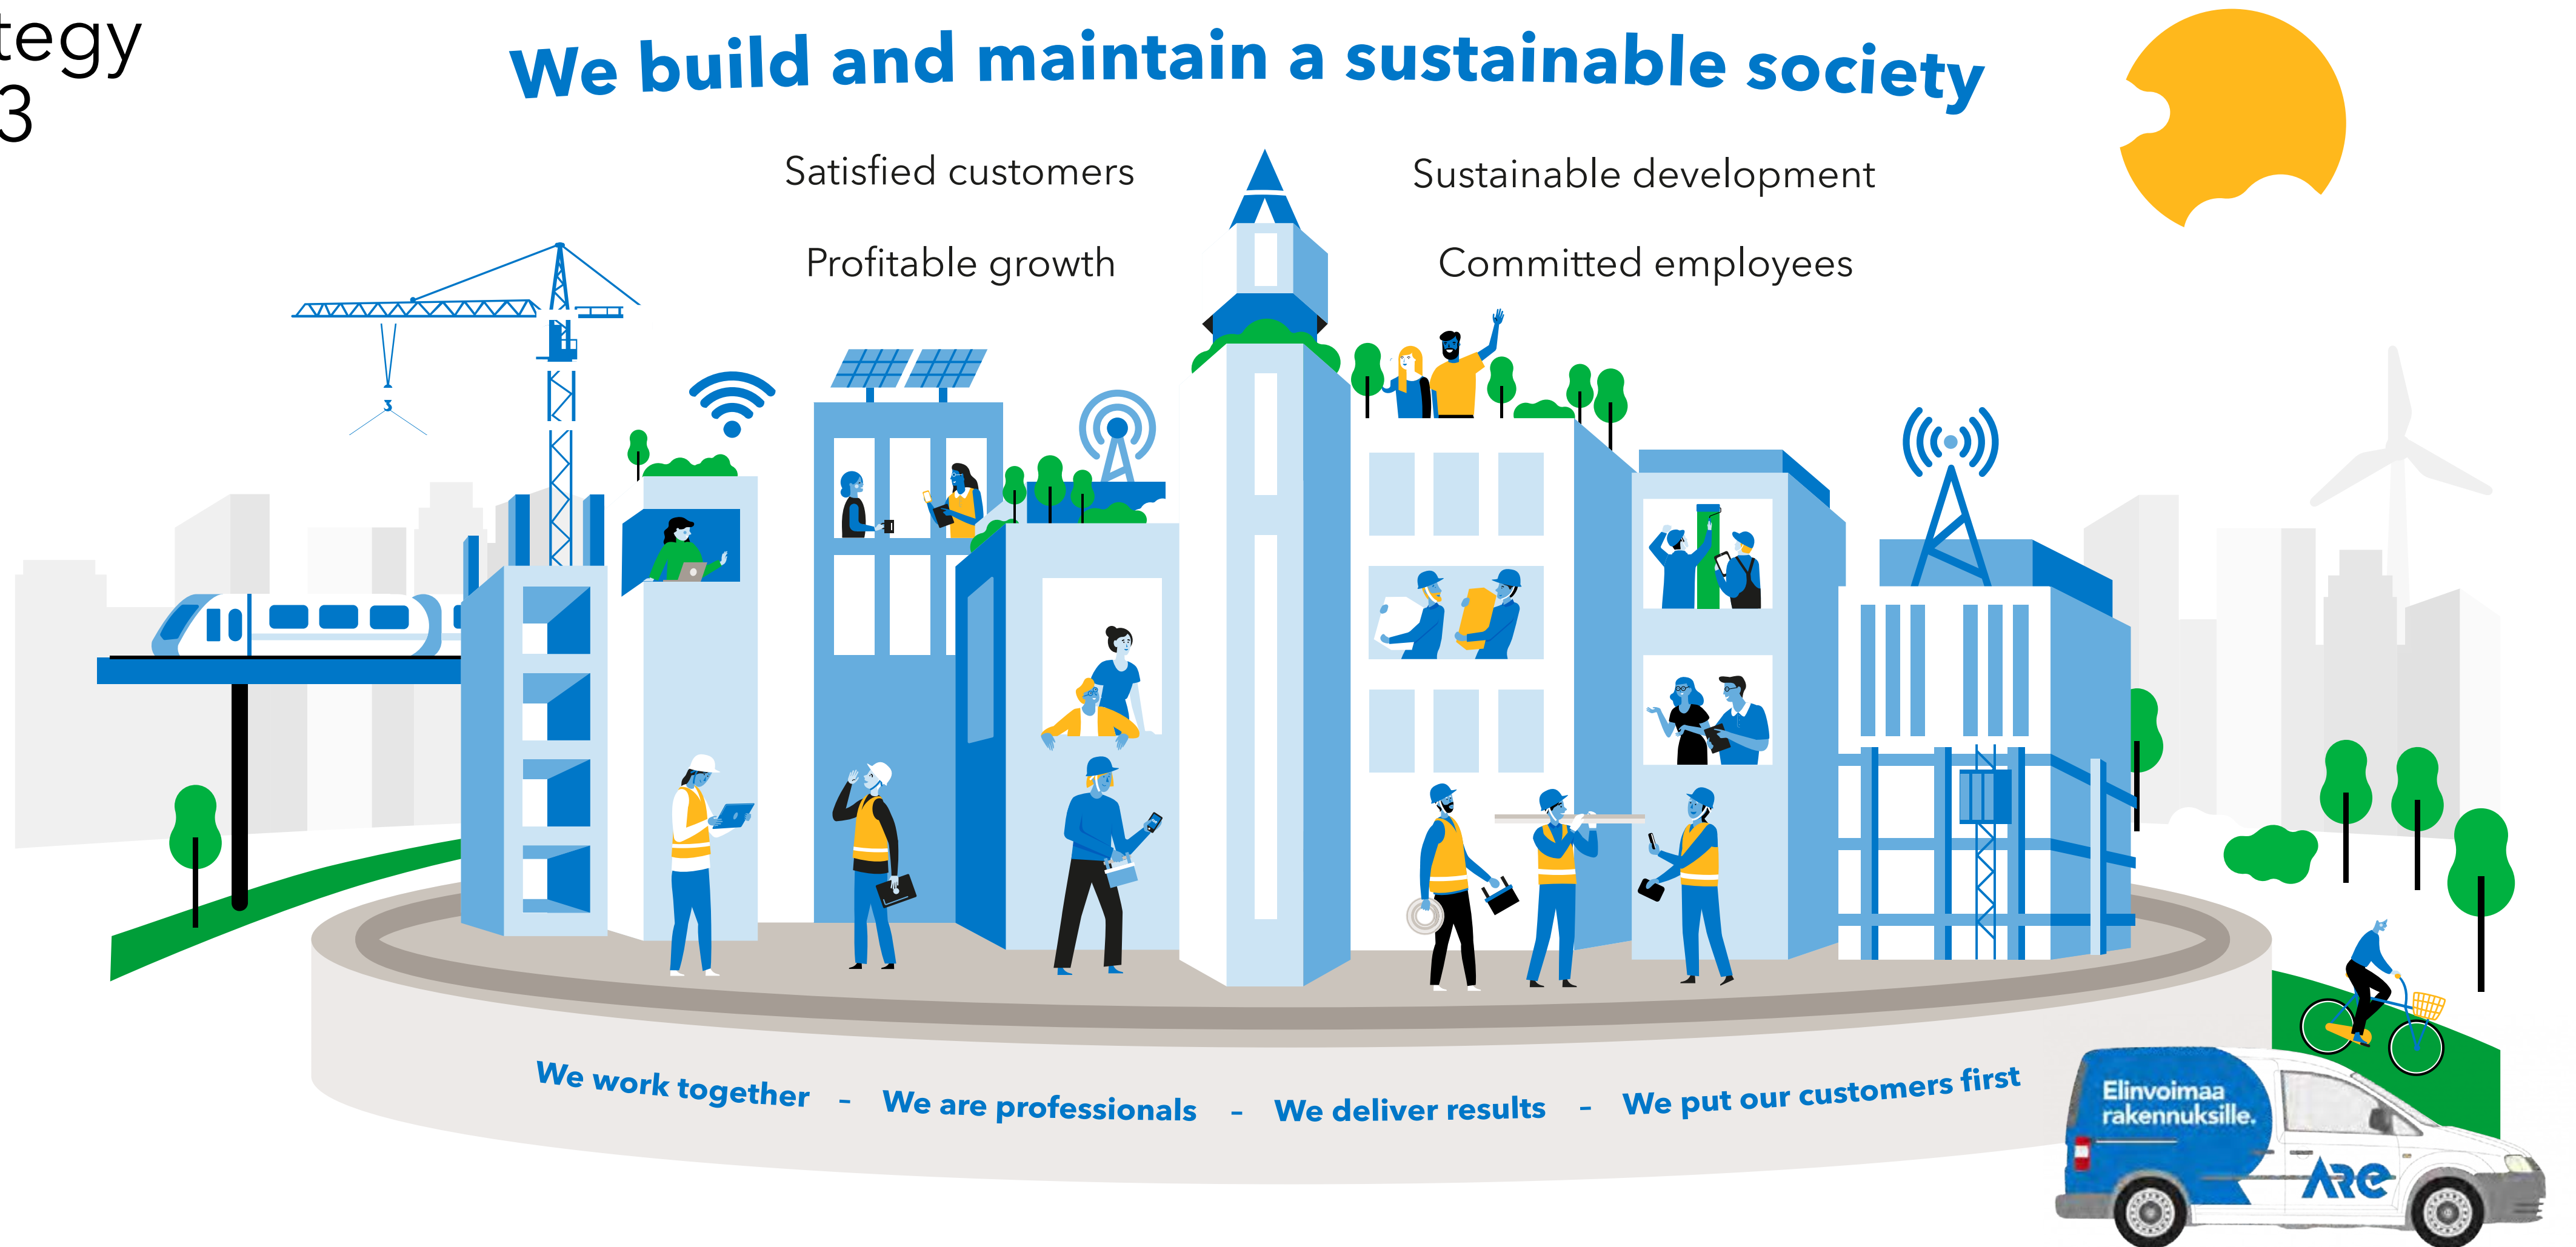 tegy
3
We build and maintain a sustainable society
Satisfied customers
Sustainable development
Profitable growth
Committed employees
We work together – We are professionals – We deliver results – We put our customers first
Elinvoimaa
rakennuksille.
Are